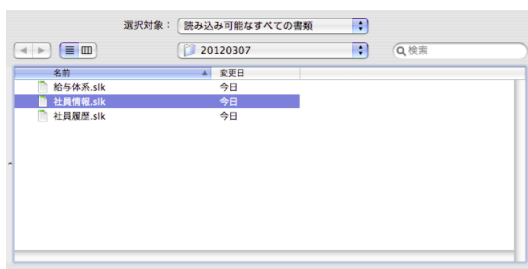 選択対象： 読み込み可能なすべての書類
20120307 検索
名前 変更日
給与体系.slk 今日
社員情報.slk 今日
社員履歴.slk 今日